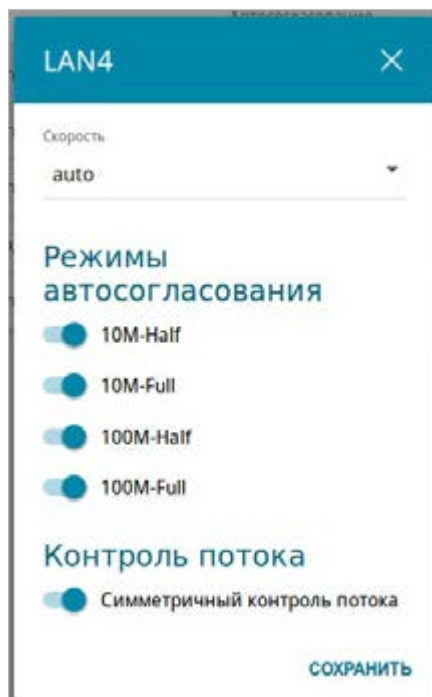 Автосогласование
LAN4
Скорость
auto
Режимы
автосогласования
10M-Half
10M-Full
100M-Half
100M-Full
Контроль потока
Симметричный контроль потока
СОХРАНИТЬ